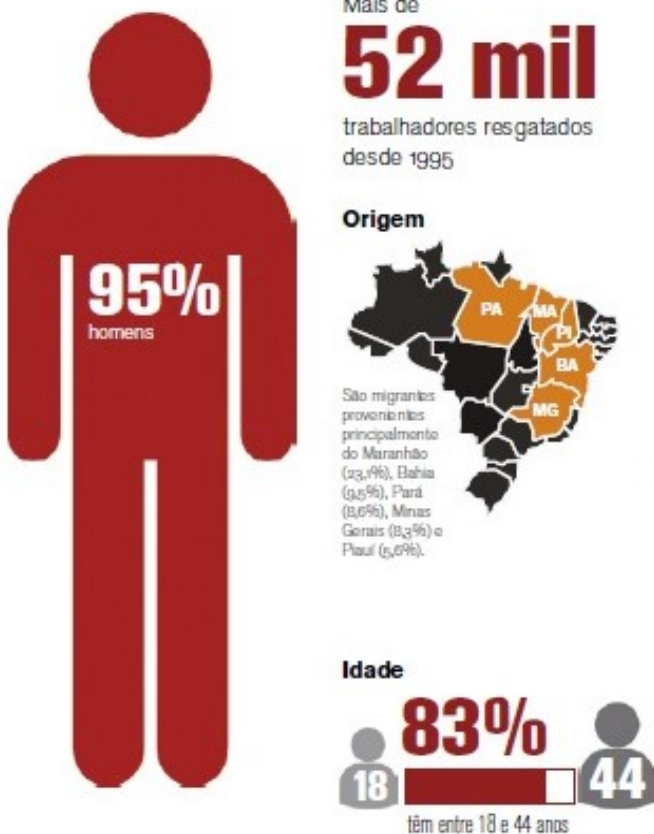 Mais de
52 mil
trabalhadores resgatados
desde 1995
95%
homens
Origem
PA
MA
PI
BA
MG
São migrantes
provenientes
principalmente
do Maranhão
(23,1%), Bahia
(9,5%), Pará
(8,6%), Minas
Gerais (8,3%) e
Piauí (5,6%).
Idade
83%
18
44
têm entre 18 e 44 anos